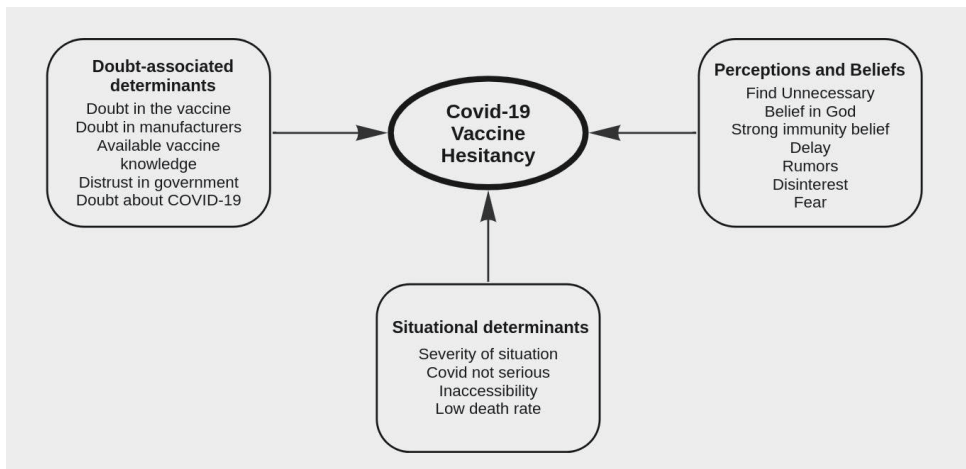 Doubt-associated
determinants
Doubt in the vaccine
Doubt in manufacturers
Available vaccine
knowledge
Distrust in government
Doubt about COVID-19
Covid-19
Vaccine
Hesitancy
Perceptions and Beliefs
Find Unnecessary
Belief in God
Strong immunity belief
Delay
Rumors
Disinterest
Fear
Situational determinants
Severity of situation
Covid not serious
Inaccessibility
Low death rate